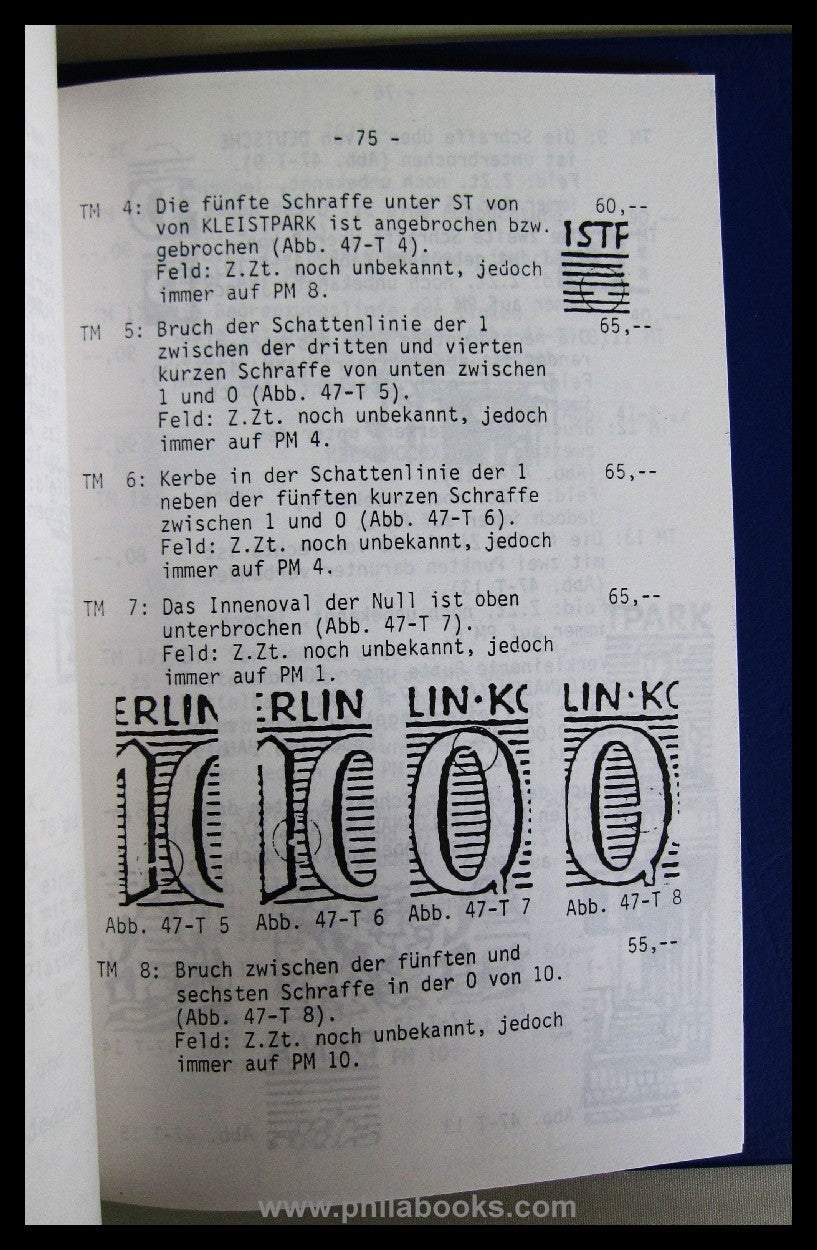 - 75 -
TM 4: Die fünfte Schraffe unter ST von 60,--
von KLEISTPARK ist angebrochen bzw.
gebrochen (Abb. 47-T 4).
Feld: Z.Zt. noch unbekannt, jedoch
immer auf PM 8.
ISTP
TM 5: Bruch der Schattenlinie der 1 65,--
zwischen der dritten und vierten
kurzen Schraffe von unten zwischen
1 und 0 (Abb. 47-T 5).
Feld: Z.Zt. noch unbekannt, jedoch
immer auf PM 4.
TM 6: Kerbe in der Schattenlinie der 1 65,--
neben der fünften kurzen Schraffe
zwischen 1 und 0 (Abb. 47-T 6).
Feld: Z.Zt. noch unbekannt, jedoch
immer auf PM 4.
TM 7: Das Innenoval der Null ist oben 65,--
unterbrochen (Abb. 47-T 7).
Feld: Z.Zt. noch unbekannt, jedoch
immer auf PM 1.
ERLIN ERLIN LIN·KO LIN·KO
10 10 0 0
Abb. 47-T 5 Abb. 47-T 6 Abb. 47-T 7 Abb. 47-T 8
TM 8: Bruch zwischen der fünften und 55,--
sechsten Schraffe in der 0 von 10.
(Abb. 47-T 8).
Feld: Z.Zt. noch unbekannt, jedoch
immer auf PM 10.
www.philabooks.com